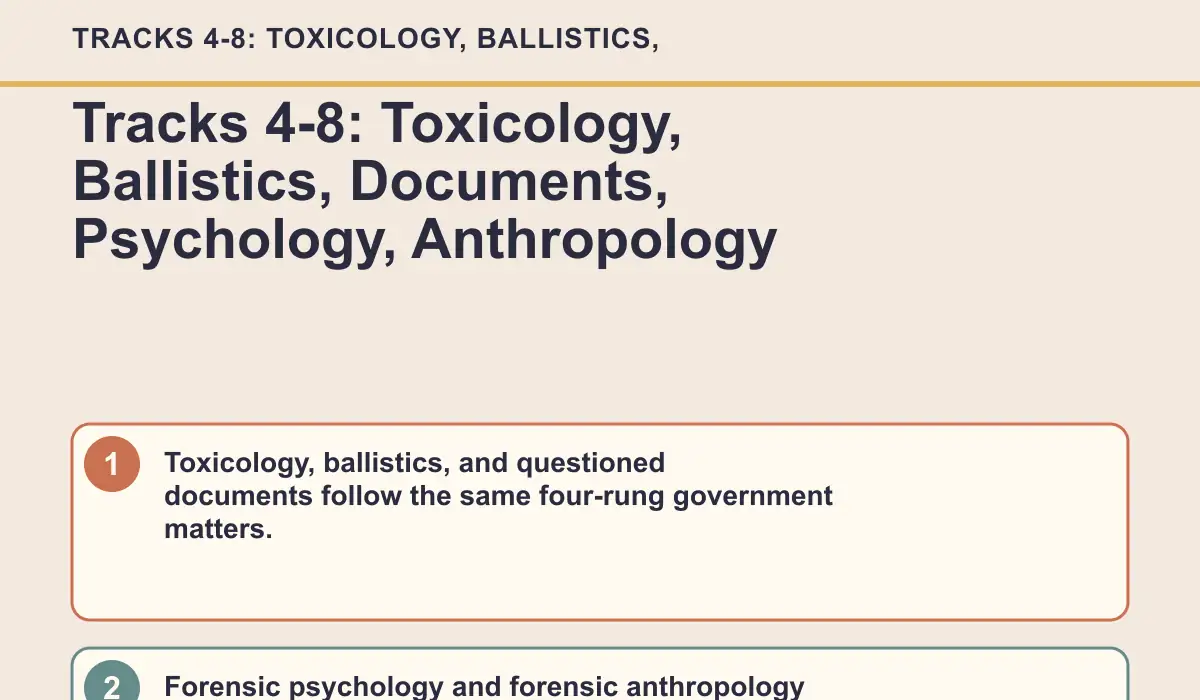 TRACKS 4-8: TOXICOLOGY, BALLISTICS,
Tracks 4-8: Toxicology,
Ballistics, Documents,
Psychology, Anthropology
1
Toxicology, ballistics, and questioned
documents follow the same four-rung government
matters.
2
Forensic psychology and forensic anthropology